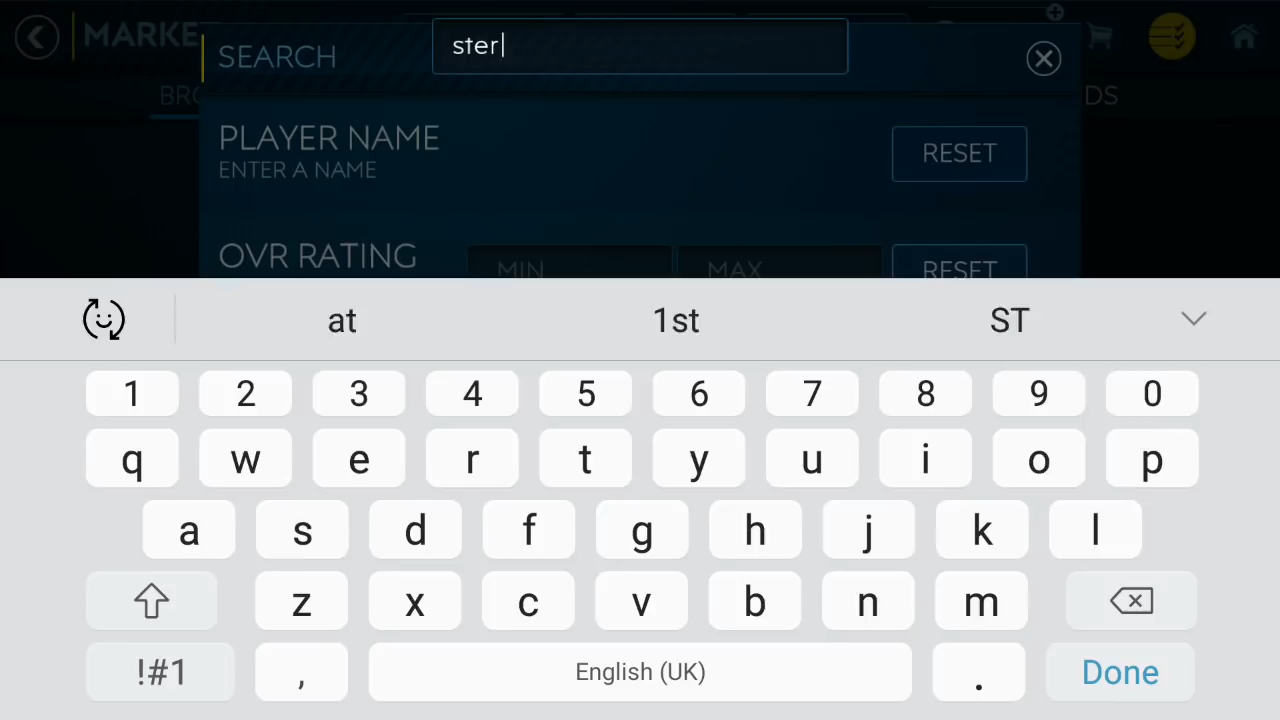 MARKE
SEARCH
ster
BRO
DS
PLAYER NAME
ENTER A NAME
RESET
OVR RATING
MIN
MAX
RESET
at
1st
ST
1 2 3 4 5 6 7 8 9 0
q w e r t y u i o p
a s d f g h j k l
z x c v b n m
!#1
,
English (UK)
.
Done